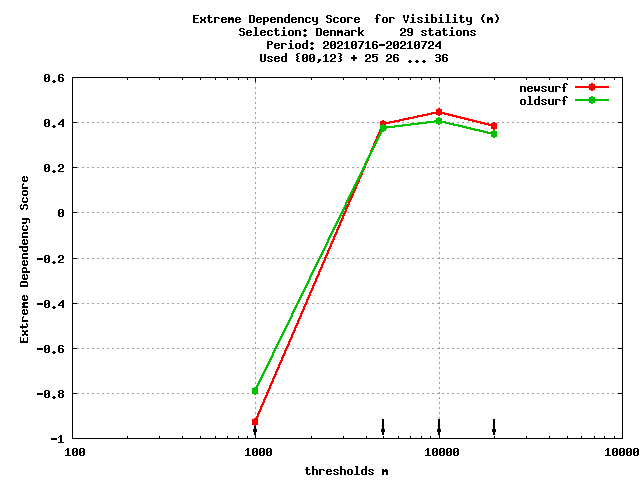 Extreme Dependency Score  for Visibility (m)
Selection: Denmark     29 stations
Period: 20210716-20210724
Used {00,12} + 25 26 ... 36
newsurf
oldsurf
Extreme Dependency Score
0.6
0.4
0.2
0
-0.2
-0.4
-0.6
-0.8
-1
100 1000 10000 100000
thresholds m